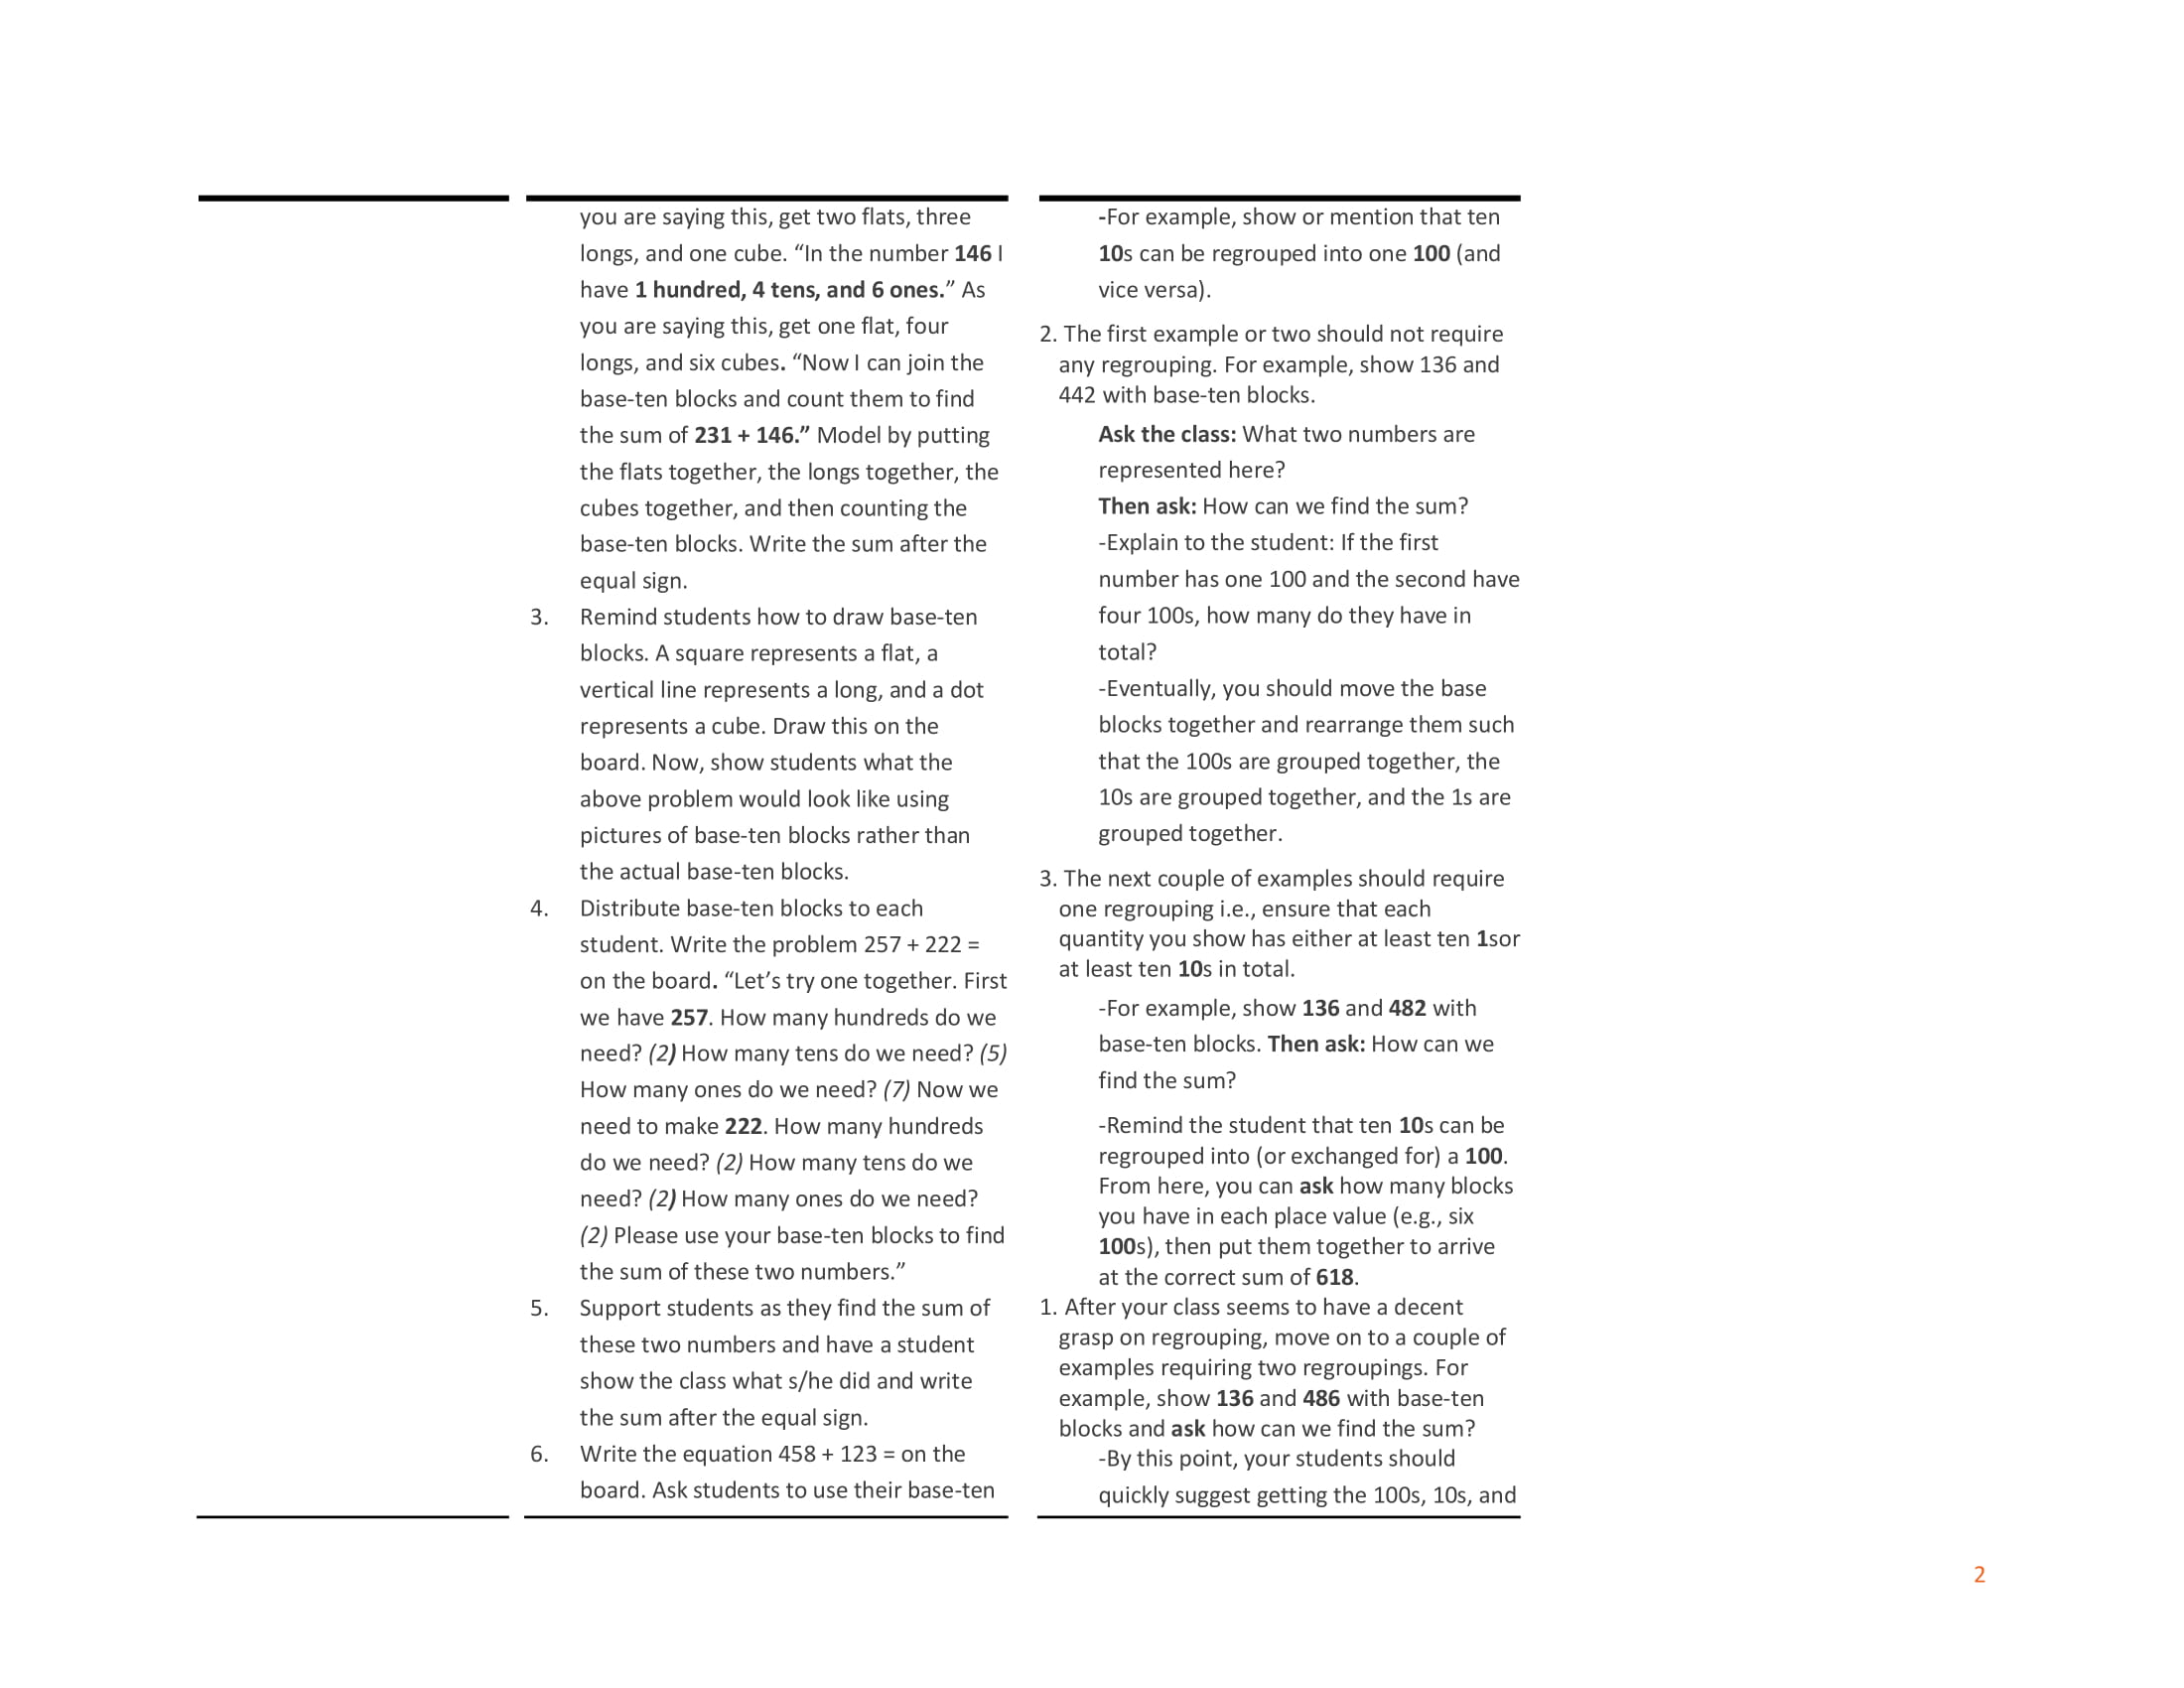 you are saying this, get two flats, three
longs, and one cube. “In the number 146 I
have 1 hundred, 4 tens, and 6 ones.” As
you are saying this, get one flat, four
longs, and six cubes. “Now I can join the
base-ten blocks and count them to find
the sum of 231 + 146.” Model by putting
the flats together, the longs together, the
cubes together, and then counting the
base-ten blocks. Write the sum after the
equal sign.
3. Remind students how to draw base-ten
blocks. A square represents a flat, a
vertical line represents a long, and a dot
represents a cube. Draw this on the
board. Now, show students what the
above problem would look like using
pictures of base-ten blocks rather than
the actual base-ten blocks.
4. Distribute base-ten blocks to each
student. Write the problem 257 + 222 =
on the board. “Let’s try one together. First
we have 257. How many hundreds do we
need? (2) How many tens do we need? (5)
How many ones do we need? (7) Now we
need to make 222. How many hundreds
do we need? (2) How many tens do we
need? (2) How many ones do we need?
(2) Please use your base-ten blocks to find
the sum of these two numbers.”
5. Support students as they find the sum of
these two numbers and have a student
show the class what s/he did and write
the sum after the equal sign.
6. Write the equation 458 + 123 = on the
board. Ask students to use their base-ten
-For example, show or mention that ten
10s can be regrouped into one 100 (and
vice versa).
2. The first example or two should not require
any regrouping. For example, show 136 and
442 with base-ten blocks.
Ask the class: What two numbers are
represented here?
Then ask: How can we find the sum?
-Explain to the student: If the first
number has one 100 and the second have
four 100s, how many do they have in
total?
-Eventually, you should move the base
blocks together and rearrange them such
that the 100s are grouped together, the
10s are grouped together, and the 1s are
grouped together.
3. The next couple of examples should require
one regrouping i.e., ensure that each
quantity you show has either at least ten 1sor
at least ten 10s in total.
-For example, show 136 and 482 with
base-ten blocks. Then ask: How can we
find the sum?
-Remind the student that ten 10s can be
regrouped into (or exchanged for) a 100.
From here, you can ask how many blocks
you have in each place value (e.g., six
100s), then put them together to arrive
at the correct sum of 618.
1. After your class seems to have a decent
grasp on regrouping, move on to a couple of
examples requiring two regroupings. For
example, show 136 and 486 with base-ten
blocks and ask how can we find the sum?
-By this point, your students should
quickly suggest getting the 100s, 10s, and
2